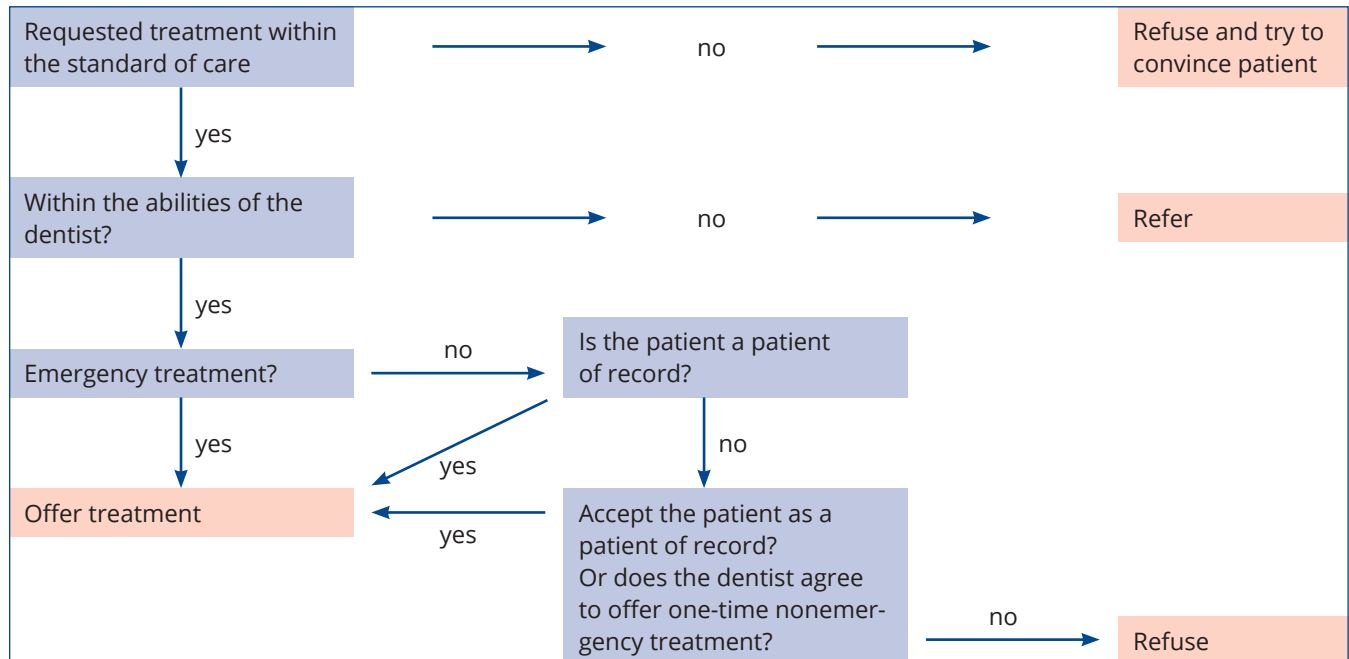 Requested treatment within
the standard of care
no
Refuse and try to
convince patient
yes
Within the abilities of the
dentist?
no
Refer
yes
Emergency treatment?
no
Is the patient a patient
of record?
yes
yes
no
Offer treatment
yes
Accept the patient as a
patient of record?
Or does the dentist agree
to offer one-time nonemer-
gency treatment?
no
Refuse